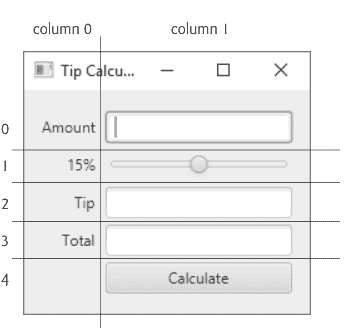 column 0 column 1
Tip Calcu...
0 Amount
1 15%
2 Tip
3 Total
4 Calculate